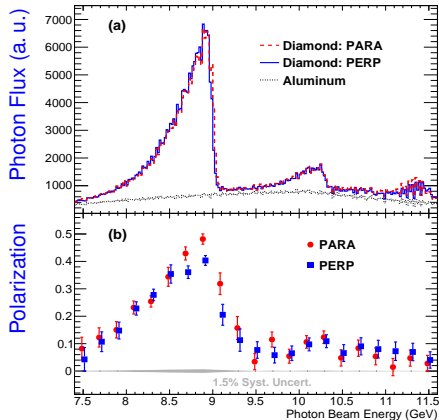 (a)
Diamond: PARA
Diamond: PERP
Aluminum
Photon Flux (a. u.)
7000
6000
5000
4000
3000
2000
1000
(b)
PARA
PERP
Polarization
0.5
0.4
0.3
0.2
0.1
0
1.5% Syst. Uncert.
7.5 8 8.5 9 9.5 10 10.5 11 11.5
Photon Beam Energy (GeV)